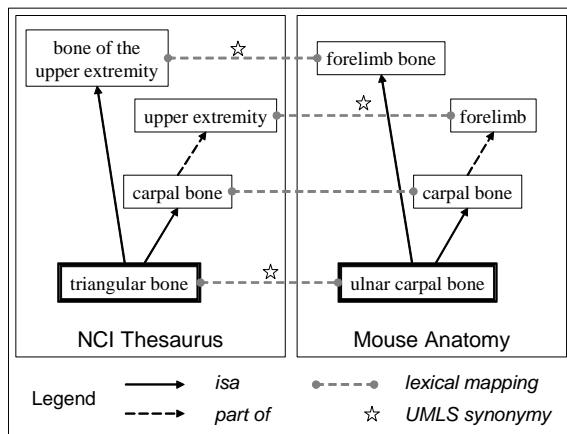 bone of the
upper extremity
forelimb bone
upper extremity
forelimb
carpal bone
carpal bone
triangular bone
ulnar carpal bone
NCI Thesaurus
Mouse Anatomy
Legend
isa
lexical mapping
part of
UMLS synonymy